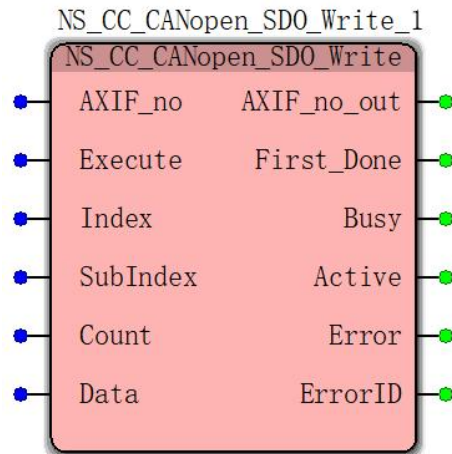 NS_CC_CANopen_SDO_Write_1
NS_CC_CANopen_SDO_Write
AXIF_no AXIF_no_out
Execute First_Done
Index Busy
SubIndex Active
Count Error
Data ErrorID